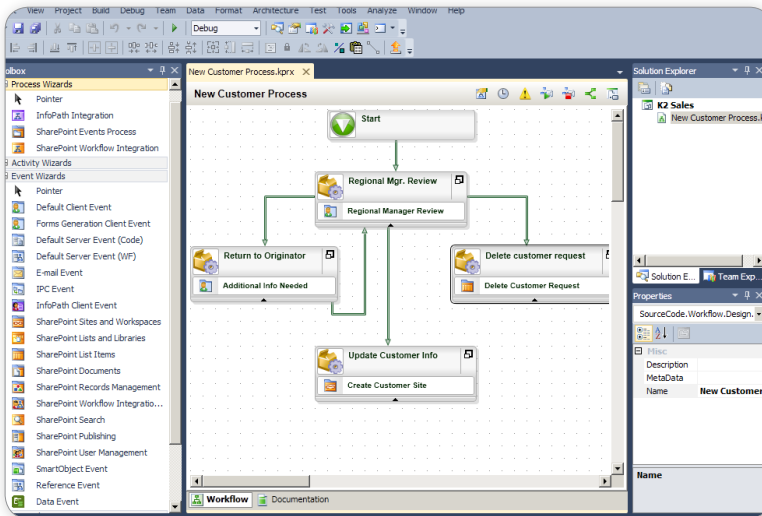 View Project Build Debug Team Data Format Architecture Test Tools Analyze Window Help
Debug
olbox
Process Wizards
Pointer
InfoPath Integration
SharePoint Events Process
SharePoint Workflow Integration
Activity Wizards
Event Wizards
Pointer
Default Client Event
Forms Generation Client Event
Default Server Event (Code)
Default Server Event (WF)
E-mail Event
IPC Event
InfoPath Client Event
SharePoint Sites and Workspaces
SharePoint Lists and Libraries
SharePoint List Items
SharePoint Documents
SharePoint Records Management
SharePoint Workflow Integratio...
SharePoint Search
SharePoint Publishing
SharePoint User Management
SmartObject Event
Reference Event
Data Event
New Customer Process.kprx
New Customer Process
Start
Regional Mgr. Review
Regional Manager Review
Return to Originator
Additional Info Needed
Delete customer request
Delete Customer Request
Update Customer Info
Create Customer Site
Workflow
Documentation
Solution Explorer
K2 Sales
New Customer Process.k
Solution E...
Team Exp...
Properties
SourceCode.Workflow.Design.
Misc
Description
MetaData
Name New Customer
Name